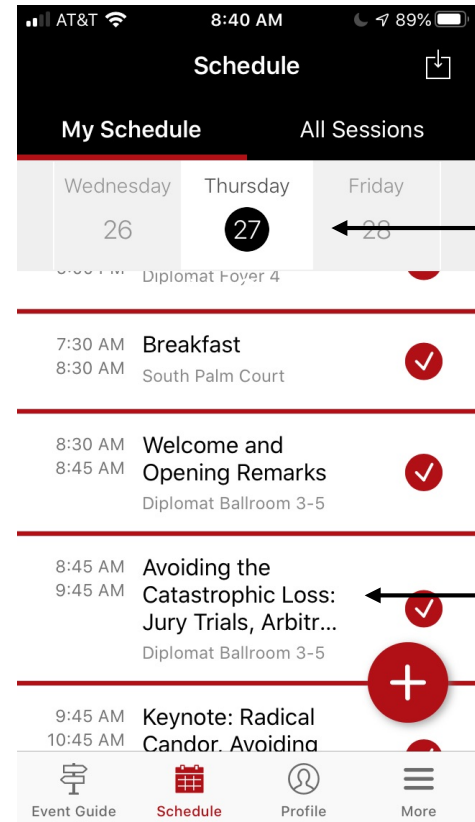 AT&T 8:40 AM 89%
Schedule
My Schedule All Sessions
Wednesday Thursday Friday
26 27 28
Diplomat Foyer 4
7:30 AM Breakfast
8:30 AM South Palm Court
8:30 AM Welcome and
8:45 AM Opening Remarks
Diplomat Ballroom 3-5
8:45 AM Avoiding the
9:45 AM Catastrophic Loss:
Jury Trials, Arbitr...
Diplomat Ballroom 3-5
9:45 AM Keynote: Radical
10:45 AM Candor, Avoiding
Event Guide Schedule Profile More